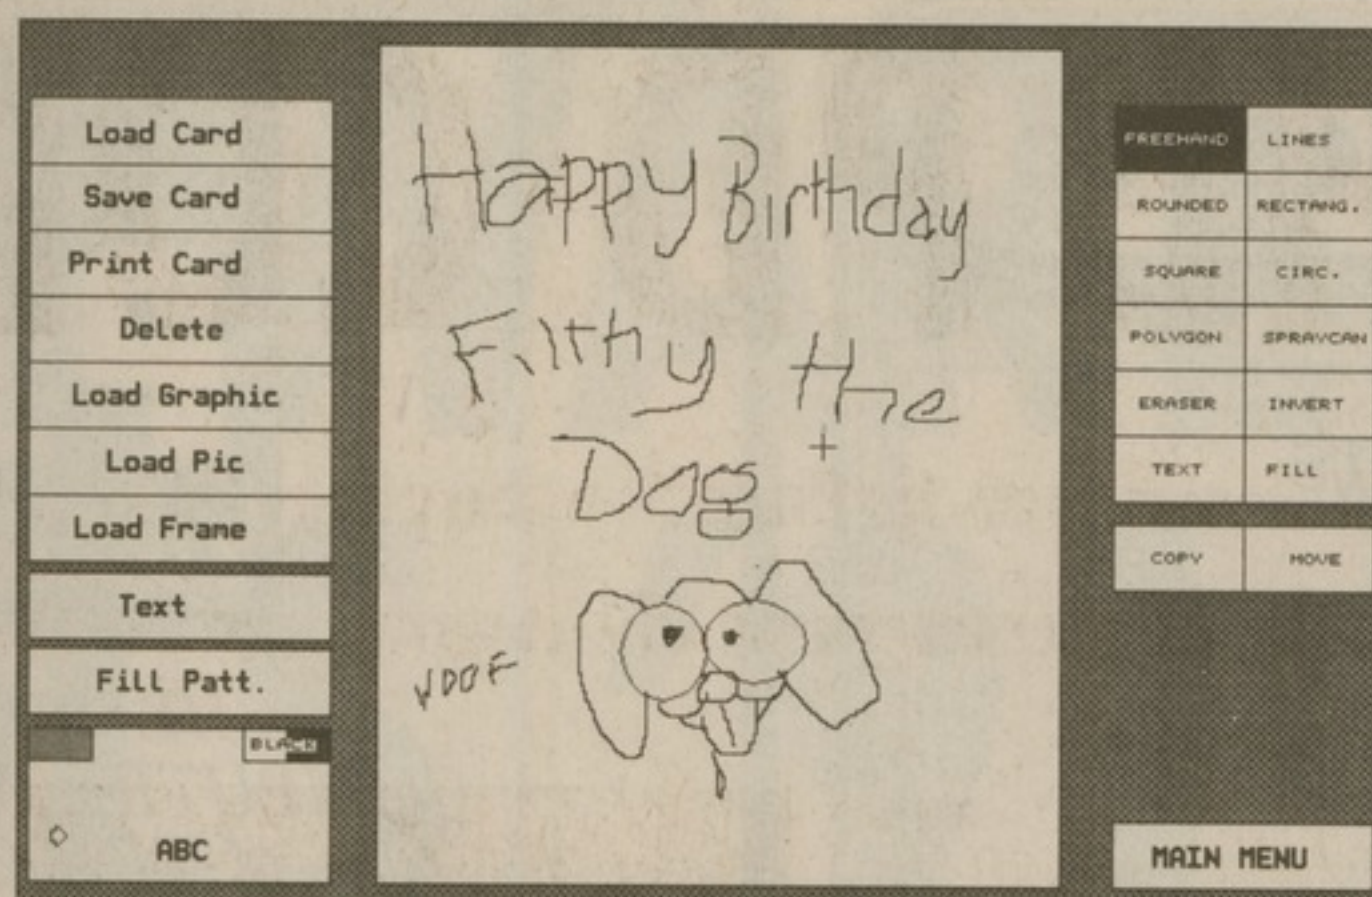 Load Card
Save Card
Print Card
Delete
Load Graphic
Load Pic
Load Frame
Text
Fill Patt.
BLACK
ABC
Happy Birthday
Filthy the
Dog
WOOF
FREEHAND LINES
ROUNDED RECTANG.
SQUARE CIRC.
POLYGON SPRAYCAN
ERASER INVERT
TEXT FILL
COPY MOVE
MAIN MENU